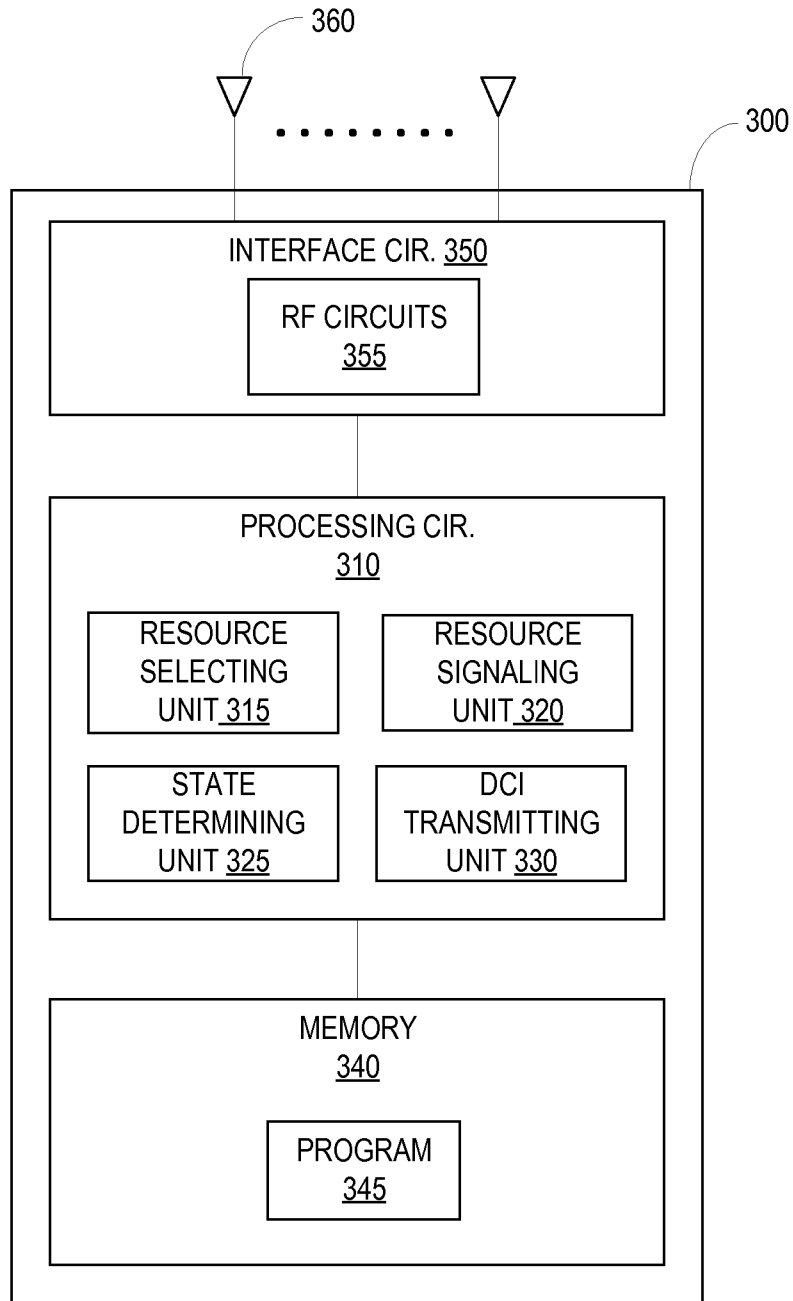 360
300
INTERFACE CIR. 350
RF CIRCUITS
355
PROCESSING CIR.
310
RESOURCE
SELECTING
UNIT 315
RESOURCE
SIGNALING
UNIT 320
STATE
DETERMINING
UNIT 325
DCI
TRANSMITTING
UNIT 330
MEMORY
340
PROGRAM
345